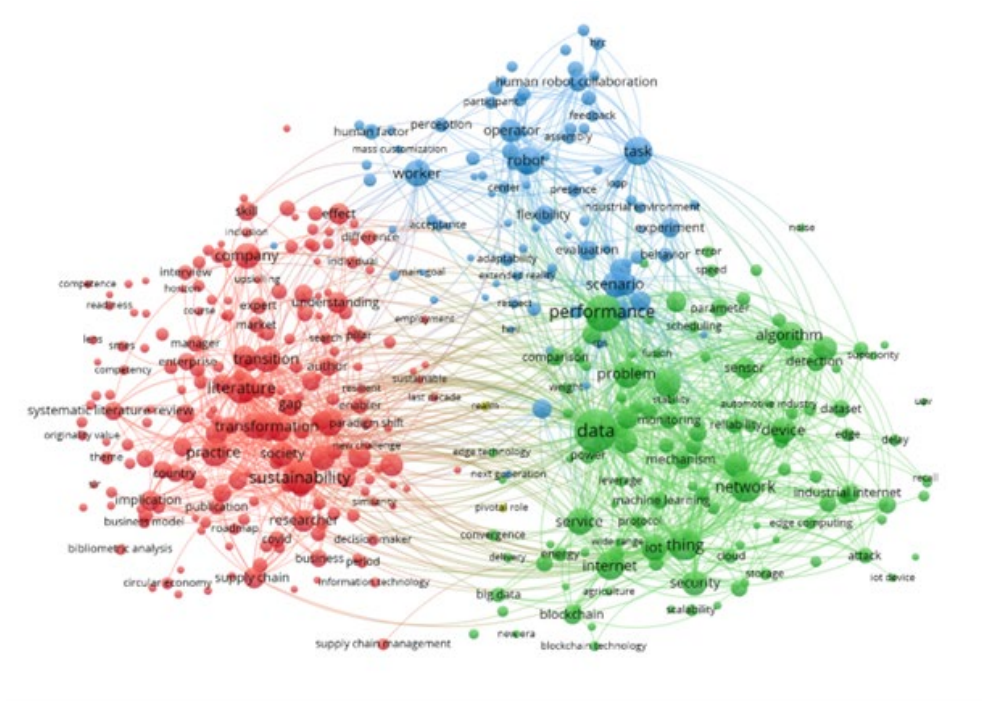 hrc
human robot collaboration
participant
feedback
human factor
perception
operator
assembly
mass customization
robot
task
worker
center
presence
loop
skill
effect
flexibility
industrial environment
inclusion
acceptance
experiment
noise
difference
company
evaluation
behavior
error
individual
adaptability
interview
main goal
extended reality
speed
competence
horizon
upskilling
scenario
readiness
course
expert
understanding
respect
performance
parameter
market
employment
scheduling
lens
smes
manager
search
algorithm
enterprise
transition
comparison
fusion
detection
superiority
competency
author
problem
sensor
literature
resilient
sustainable
weight
enabler
last decade
realm
stability
automotive industry
dataset
gap
systematic literature review
transformation
paradigm shift
monitoring
reliability
device
originality value
new challenge
data
edge
delay
practice
society
edge technology
power
mechanism
theme
country
sustainability
next generation
leverage
network
recall
implication
similarity
machine learning
industrial internet
publication
pivotal role
business model
roadmap
researcher
service
protocol
edge computing
covid
decision maker
convergence
wide range
iot
thing
bibliometric analysis
business
period
delivery
energy
internet
cloud
attack
circular economy
supply chain
information technology
security
storage
iot device
big data
agriculture
blockchain
scalability
supply chain management
new era
blockchain technology